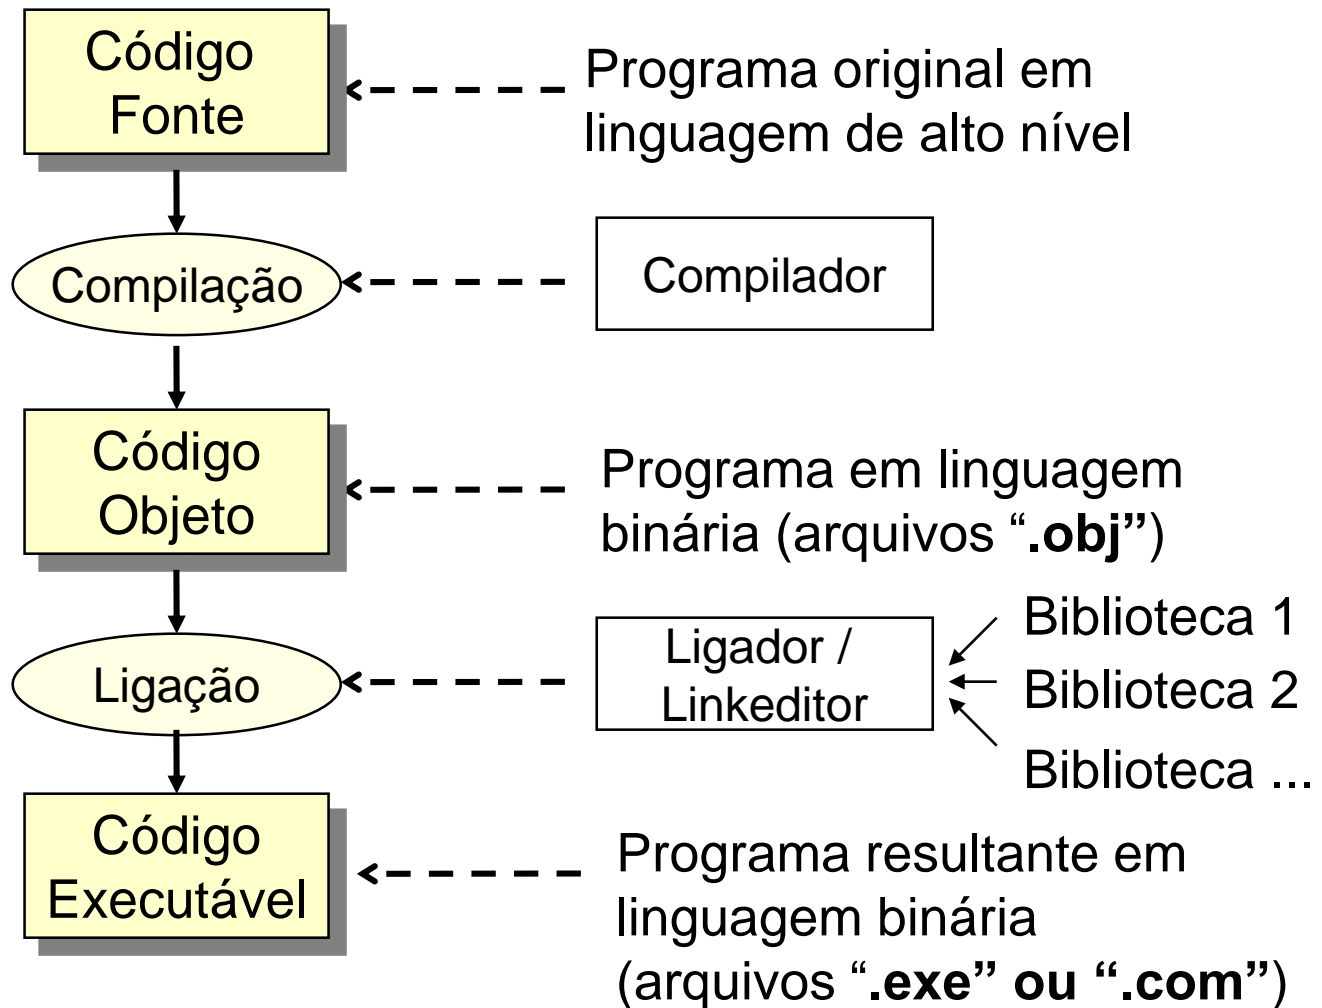 Código
Fonte
Programa original em
linguagem de alto nível
Compilação
Compilador
Código
Objeto
Programa em linguagem
binária (arquivos “.obj”)
Ligação
Ligador /
Linkeditor
Biblioteca 1
Biblioteca 2
Biblioteca ...
Código
Executável
Programa resultante em
linguagem binária
(arquivos “.exe” ou “.com”)